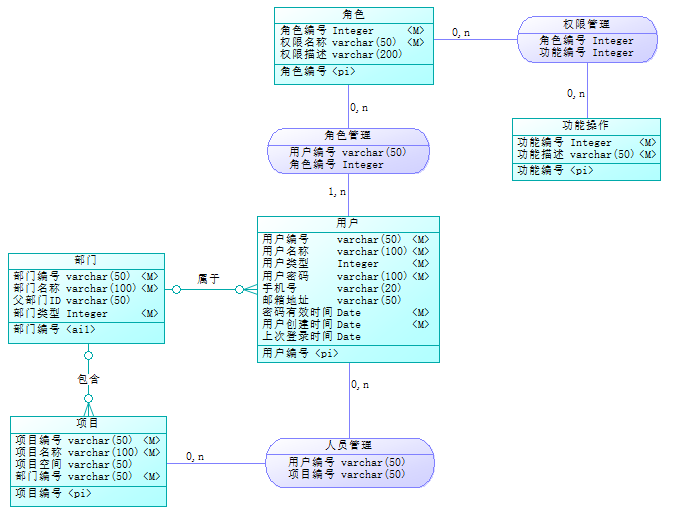 角色
角色编号 Integer <M>
权限名称 varchar(50) <M>
权限描述 varchar(200)
角色编号 <pi>
0,n
权限管理
角色编号 Integer
功能编号 Integer
0,n
0,n
功能操作
功能编号 Integer <M>
功能描述 varchar(50) <M>
功能编号 <pi>
角色管理
用户编号 varchar(50)
角色编号 Integer
1,n
用户
用户编号 varchar(50) <M>
用户名称 varchar(100) <M>
用户类型 Integer <M>
用户密码 varchar(100) <M>
手机号 varchar(20)
邮箱地址 varchar(50)
密码有效时间 Date <M>
用户创建时间 Date <M>
上次登录时间 Date
用户编号 <pi>
部门
部门编号 varchar(50) <M>
部门名称 varchar(100) <M>
父部门ID varchar(50)
部门类型 Integer <M>
部门编号 <ai1>
属于
包含
0,n
项目
项目编号 varchar(50) <M>
项目名称 varchar(100) <M>
项目空间 varchar(50)
部门编号 varchar(50) <M>
项目编号 <pi>
0,n
人员管理
用户编号 varchar(50)
项目编号 varchar(50)